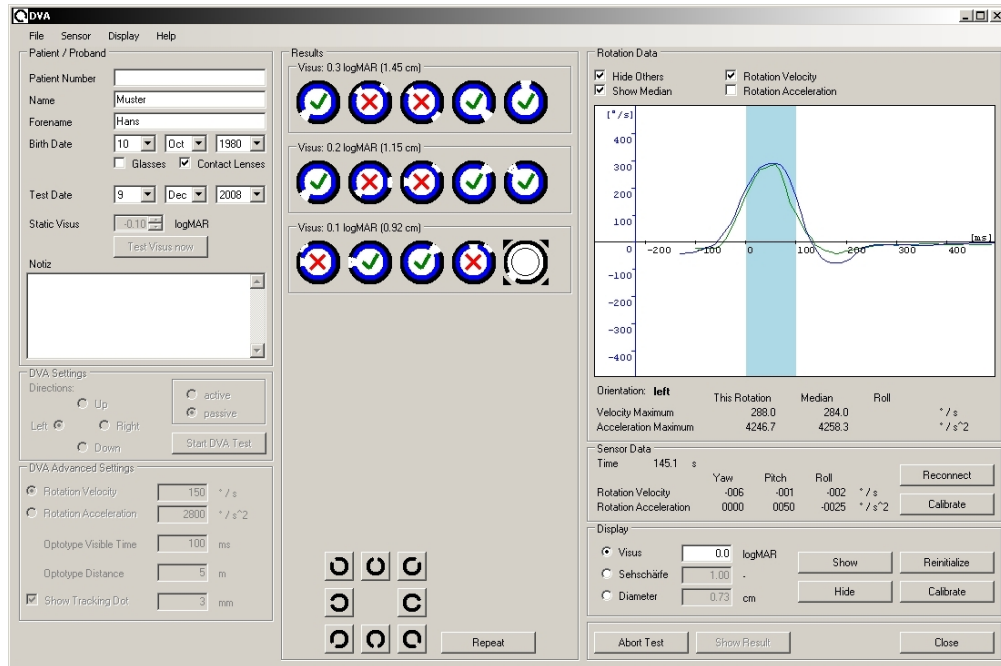 DVA
File Sensor Display Help
Patient / Proband
Patient Number
Name Muster
Forename Hans
Birth Date 10 Oct 1980
Glasses Contact Lenses
Test Date 9 Dec 2008
Static Visus -0.10 logMAR
Test Visus now
Notiz
DVA Settings
Directions:
Up
Left Right
Down
active
passive
Start DVA Test
DVA Advanced Settings
Rotation Velocity 150 ° / s
Rotation Acceleration 2800 ° / s^2
Optotype Visible Time 100 ms
Optotype Distance 5 m
Show Tracking Dot 3 mm
Results
Visus: 0.3 logMAR (1.45 cm)
Visus: 0.2 logMAR (1.15 cm)
Visus: 0.1 logMAR (0.92 cm)
Repeat
Rotation Data
Hide Others Rotation Velocity
Show Median Rotation Acceleration
[°/s]
400
300
200
100
0
-100
-200
-300
-400
-200 -100 0 100 200 300 400
[ms]
Orientation: left
This Rotation Median Roll
Velocity Maximum 288.0 284.0 ° / s
Acceleration Maximum 4246.7 4258.3 ° / s^2
Sensor Data
Time 145.1 s
Yaw Pitch Roll
Rotation Velocity -006 -001 -002 ° / s
Rotation Acceleration 0000 0050 -0025 ° / s^2
Reconnect
Calibrate
Display
Visus 0.0 logMAR
Sehschärfe 1.00 -
Diameter 0.73 cm
Show Reinitialize
Hide Calibrate
Abort Test Show Result Close